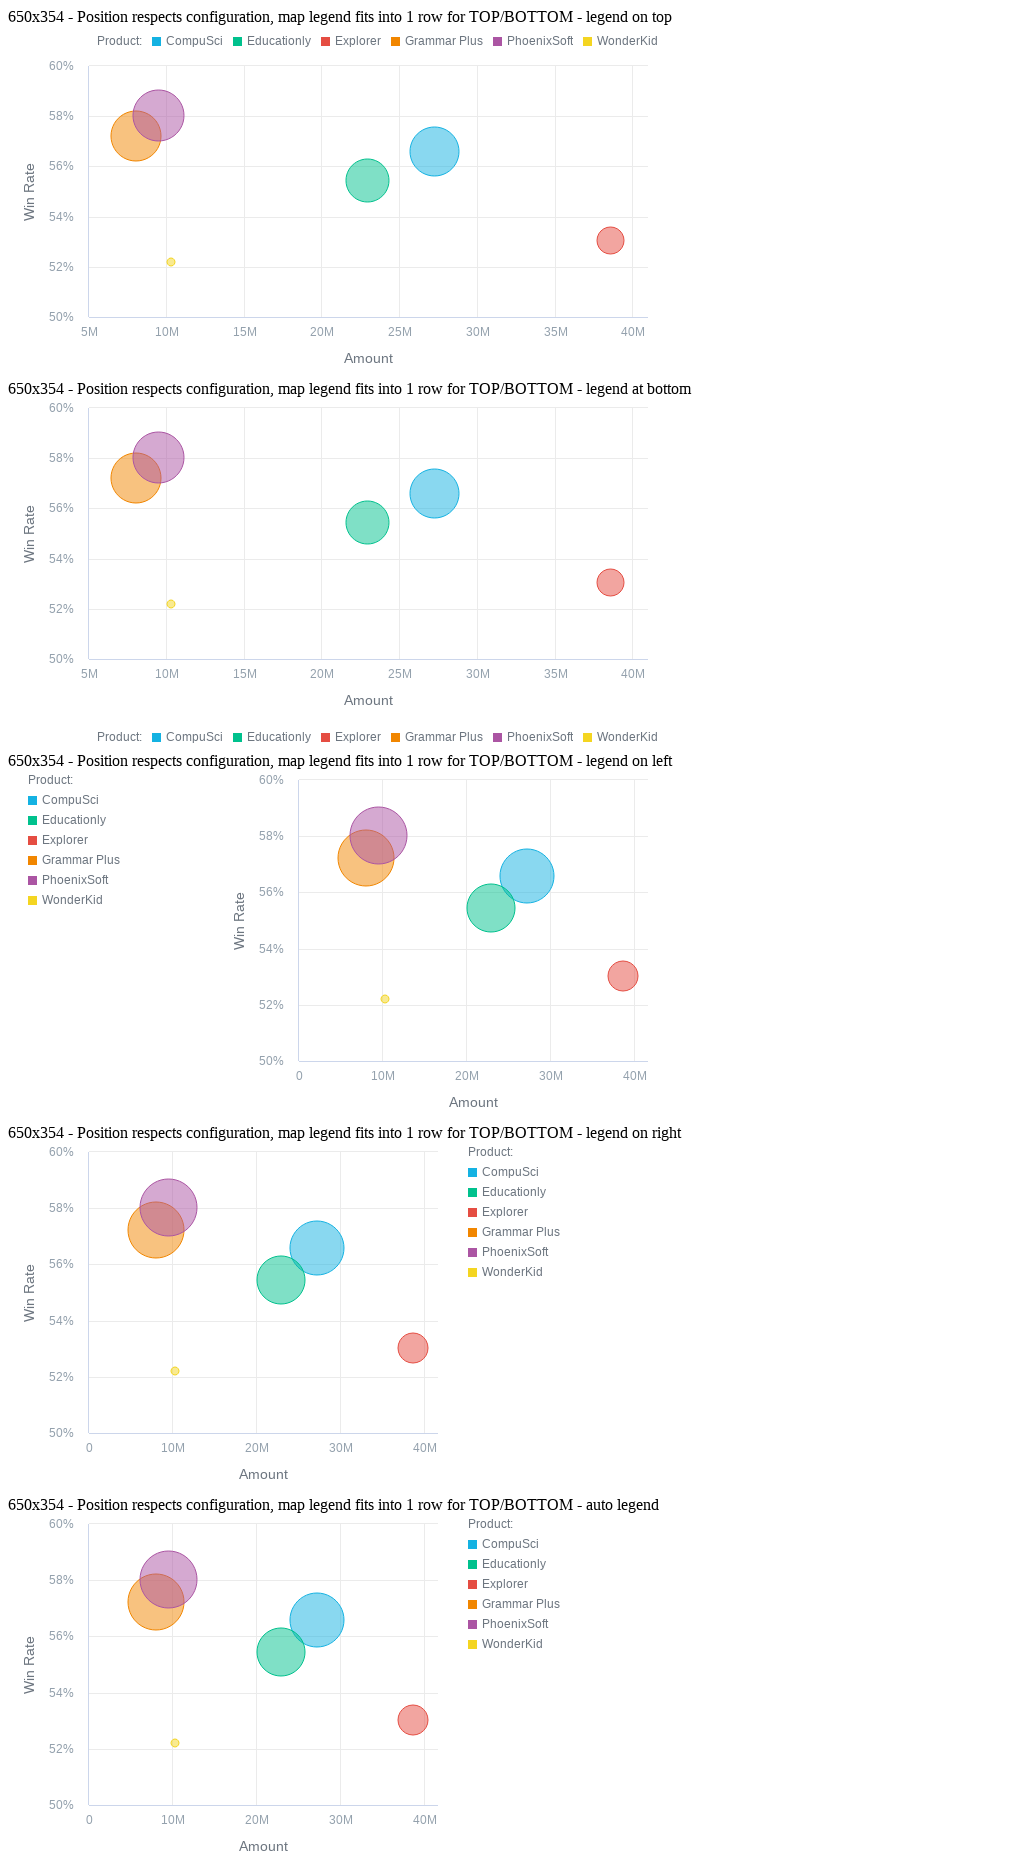 650x354 - Position respects configuration, map legend fits into 1 row for TOP/BOTTOM - legend on top
Product: CompuSci Educationly Explorer Grammar Plus PhoenixSoft WonderKid
60%
58%
56%
54%
52%
50%
Win Rate
5M 10M 15M 20M 25M 30M 35M 40M
Amount
650x354 - Position respects configuration, map legend fits into 1 row for TOP/BOTTOM - legend at bottom
60%
58%
56%
54%
52%
50%
Win Rate
5M 10M 15M 20M 25M 30M 35M 40M
Amount
Product: CompuSci Educationly Explorer Grammar Plus PhoenixSoft WonderKid
650x354 - Position respects configuration, map legend fits into 1 row for TOP/BOTTOM - legend on left
Product:
CompuSci
Educationly
Explorer
Grammar Plus
PhoenixSoft
WonderKid
60%
58%
56%
54%
52%
50%
Win Rate
0 10M 20M 30M 40M
Amount
650x354 - Position respects configuration, map legend fits into 1 row for TOP/BOTTOM - legend on right
60%
58%
56%
54%
52%
50%
Win Rate
0 10M 20M 30M 40M
Amount
Product:
CompuSci
Educationly
Explorer
Grammar Plus
PhoenixSoft
WonderKid
650x354 - Position respects configuration, map legend fits into 1 row for TOP/BOTTOM - auto legend
60%
58%
56%
54%
52%
50%
Win Rate
0 10M 20M 30M 40M
Amount
Product:
CompuSci
Educationly
Explorer
Grammar Plus
PhoenixSoft
WonderKid